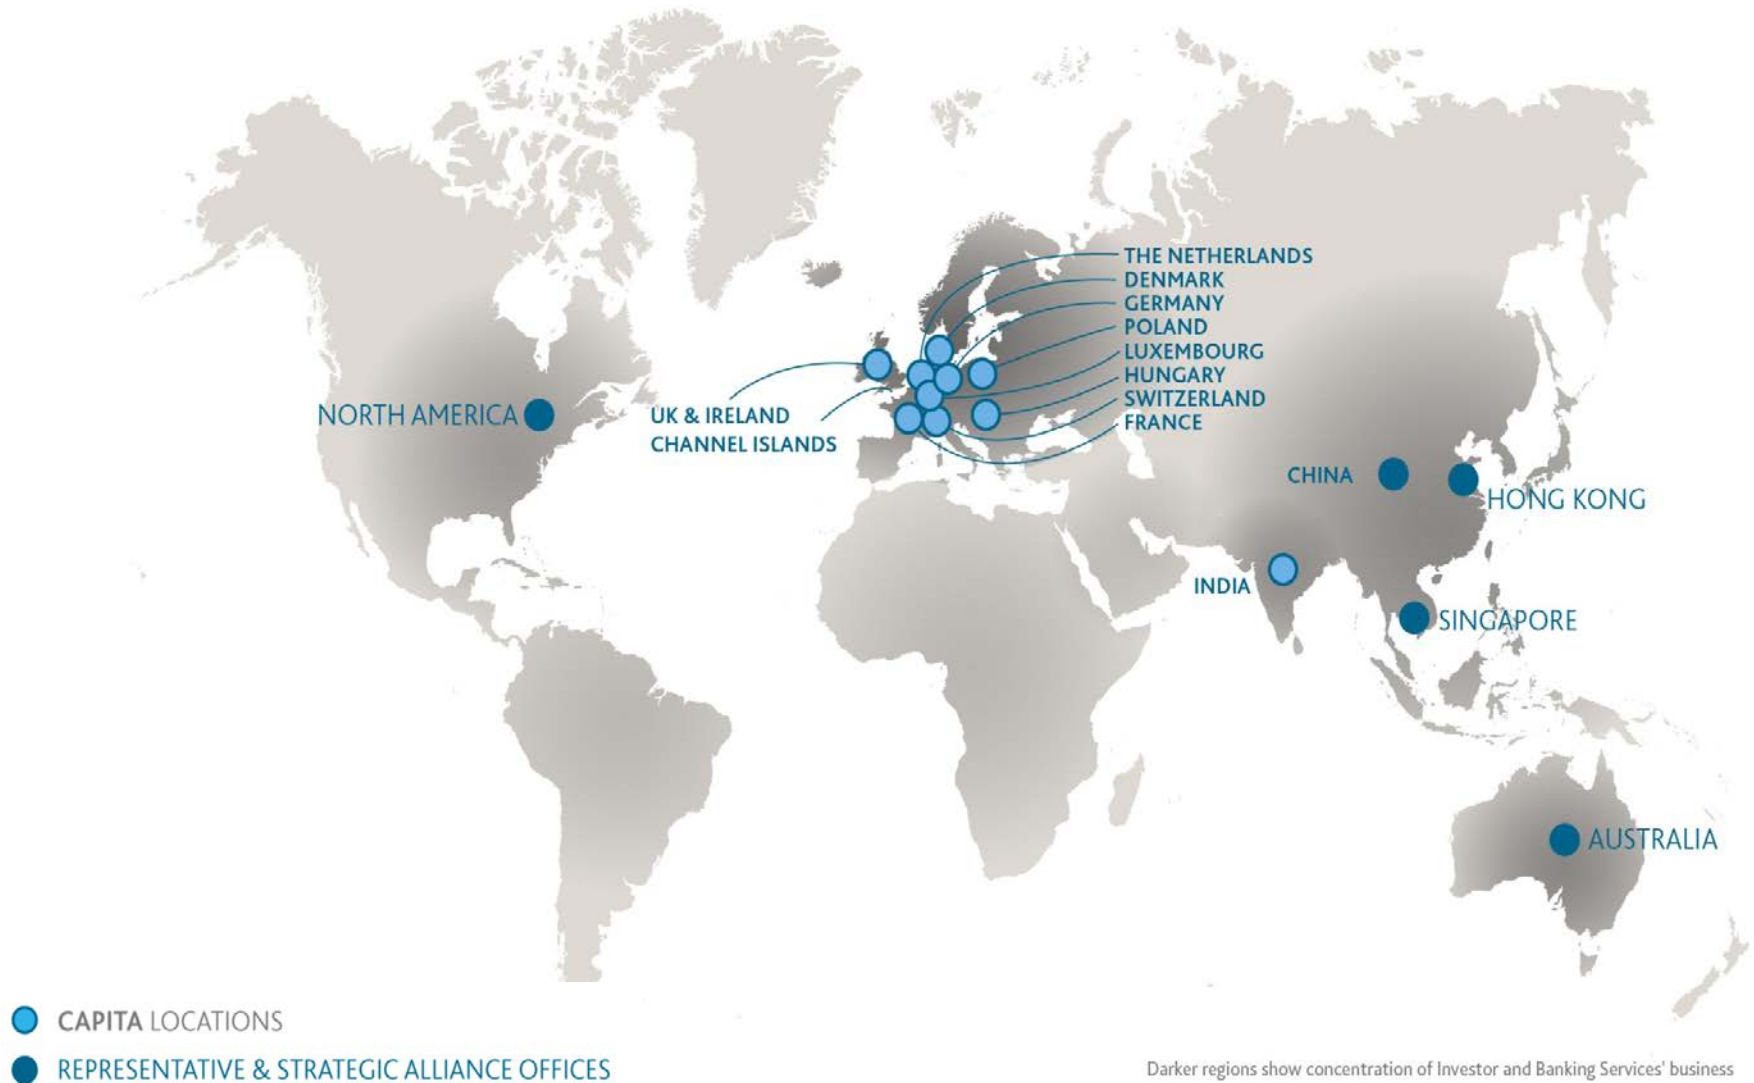 THE NETHERLANDS
DENMARK
GERMANY
POLAND
LUXEMBOURG
HUNGARY
SWITZERLAND
FRANCE
NORTH AMERICA
UK & IRELAND
CHANNEL ISLANDS
CHINA
HONG KONG
INDIA
SINGAPORE
AUSTRALIA
CAPITA LOCATIONS
REPRESENTATIVE & STRATEGIC ALLIANCE OFFICES
Darker regions show concentration of Investor and Banking Services' business